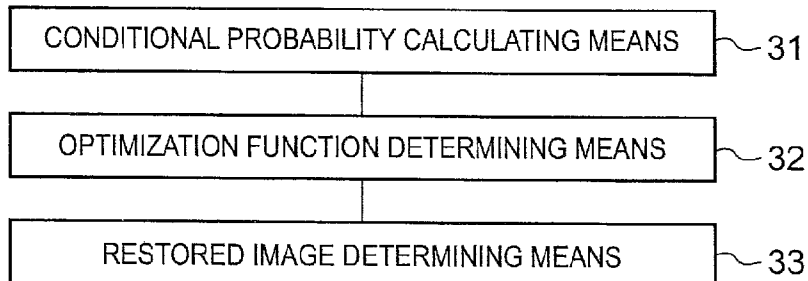 CONDITIONAL PROBABILITY CALCULATING MEANS 31
OPTIMIZATION FUNCTION DETERMINING MEANS 32
RESTORED IMAGE DETERMINING MEANS 33